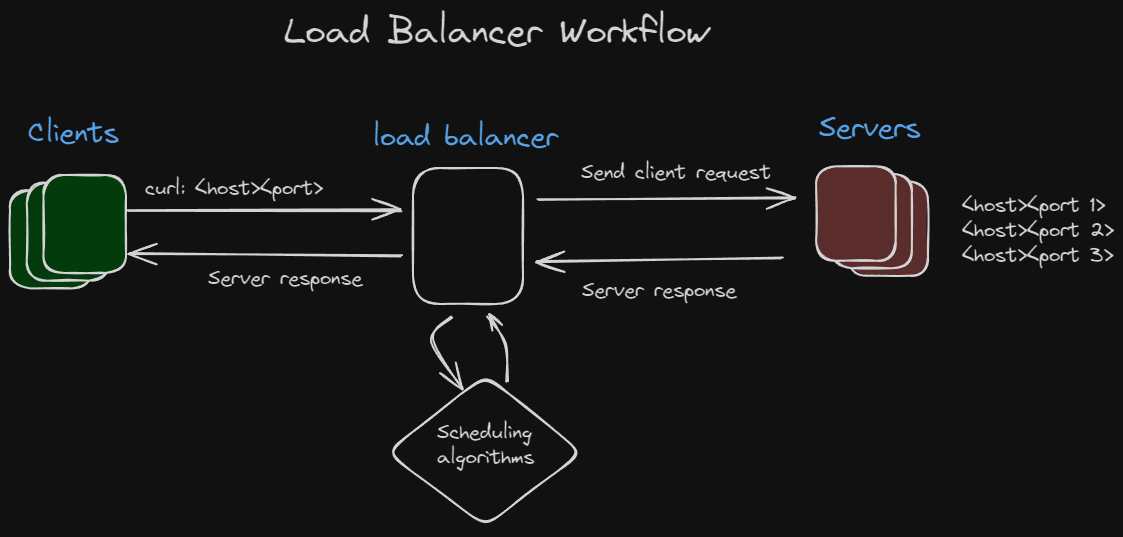 Load Balancer Workflow
Clients
load balancer
Servers
curl: <host><port>
Send client request
<host><port 1>
<host><port 2>
<host><port 3>
Server response
Server response
Scheduling
algorithms